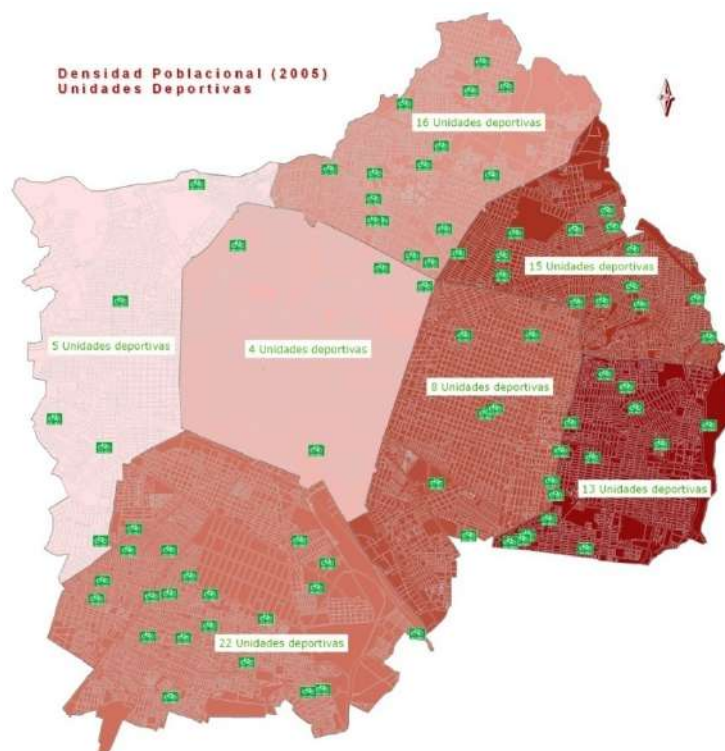 Densidad Poblacional (2005)
Unidades Deportivas
16 Unidades deportivas
15 Unidades deportivas
5 Unidades deportivas
4 Unidades deportivas
8 Unidades deportivas
13 Unidades deportivas
22 Unidades deportivas